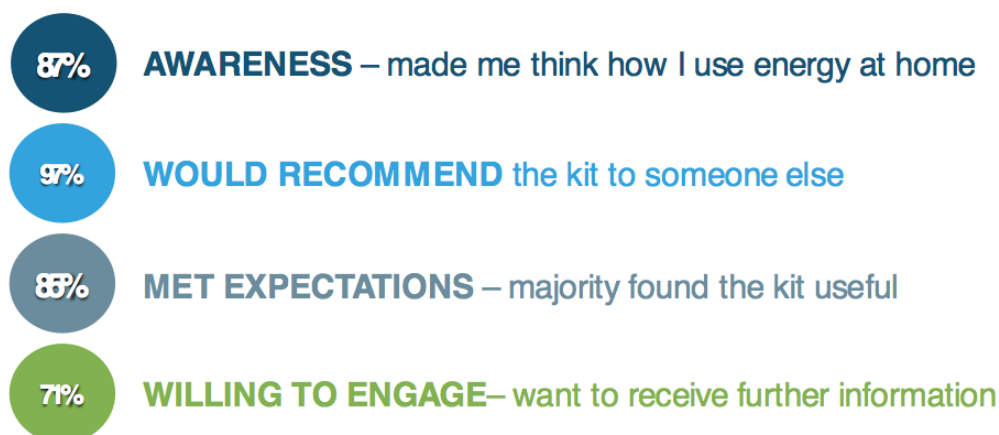 87% AWARENESS – made me think how I use energy at home
97% WOULD RECOMMEND the kit to someone else
85% MET EXPECTATIONS – majority found the kit useful
71% WILLING TO ENGAGE– want to receive further information